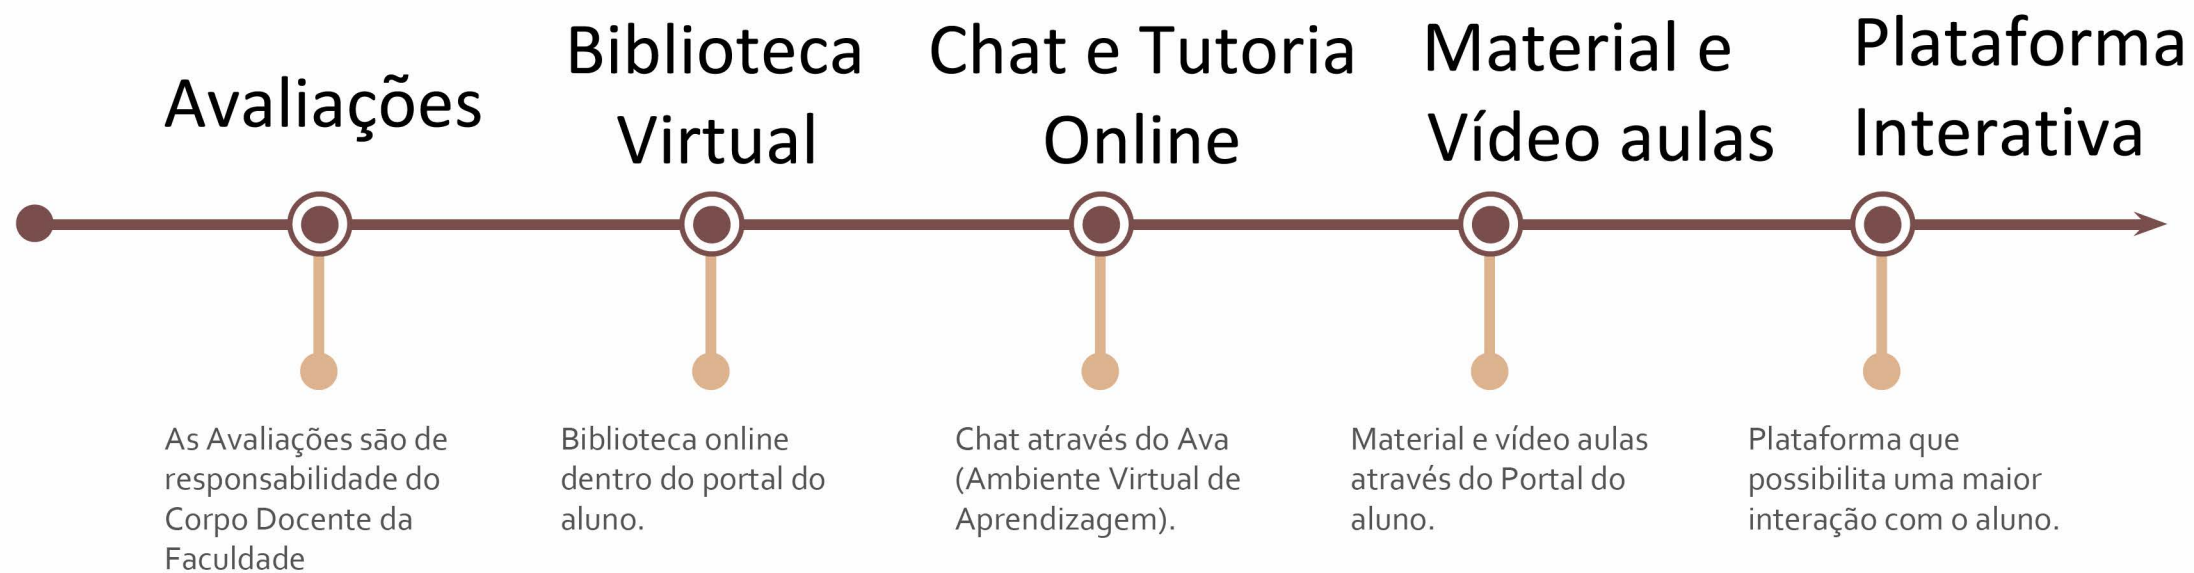 Avaliações
Biblioteca
Virtual
Chat e Tutoria
Online
Material e
Vídeo aulas
Plataforma
Interativa
As Avaliações são de
responsabilidade do
Corpo Docente da
Faculdade
Biblioteca online
dentro do portal do
aluno.
Chat através do Ava
(Ambiente Virtual de
Aprendizagem).
Material e vídeo aulas
através do Portal do
aluno.
Plataforma que
possibilita uma maior
interação com o aluno.